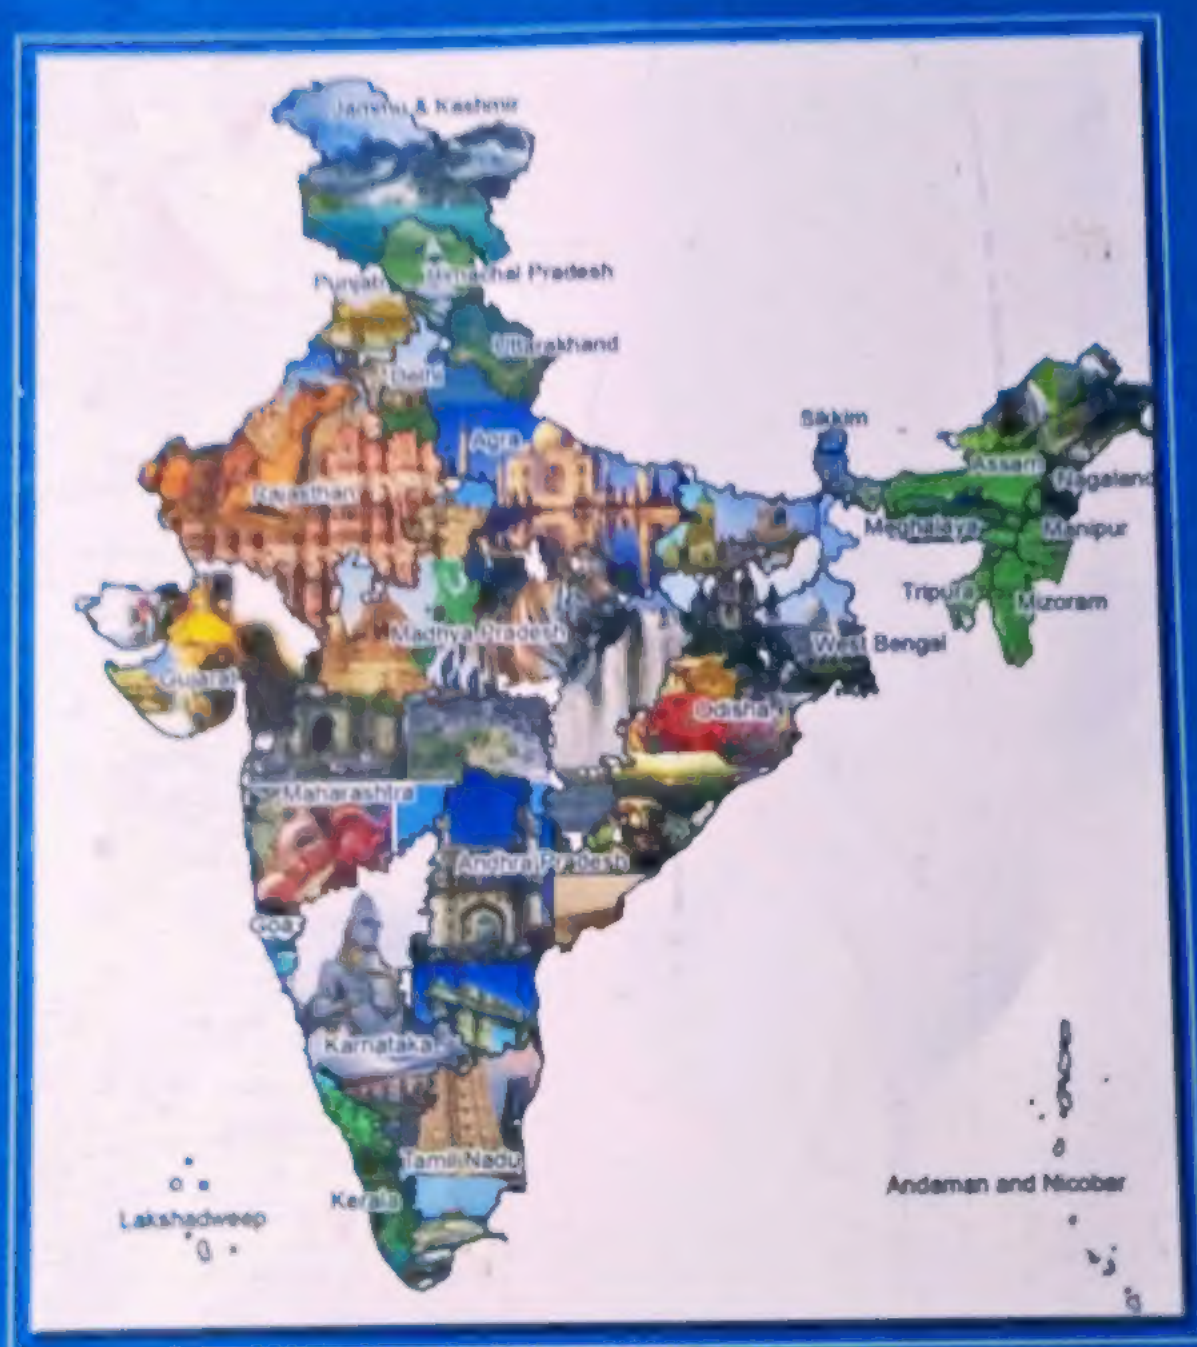 Jammu & Kashmir
Himachal Pradesh
Punjab
Uttarakhand
Delhi
Sikkim
Agra
Assam
Nagaland
Rajasthan
Meghalaya
Manipur
Tripura
Mizoram
Madhya Pradesh
West Bengal
Gujarat
Odisha
Maharashtra
Andhra Pradesh
Goa
Karnataka
Tamil Nadu
Andaman and Nicobar
Kerala
Lakshadweep